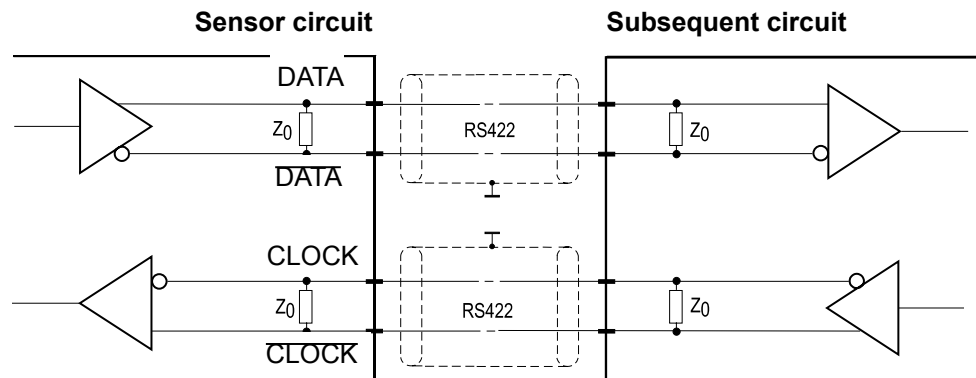 Sensor circuit
Subsequent circuit
DATA
Z0
RS422
Z0
DATA
CLOCK
Z0
RS422
Z0
CLOCK